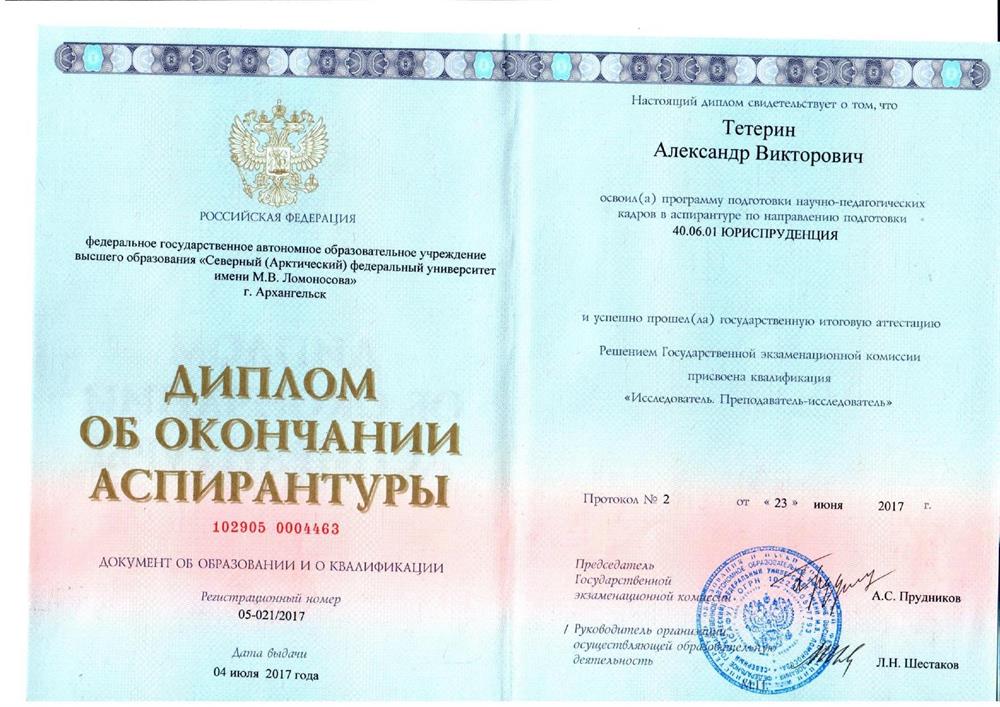 РОССИЙСКАЯ ФЕДЕРАЦИЯ
федеральное государственное автономное образовательное учреждение
высшего образования «Северный (Арктический) федеральный университет
имени М.В. Ломоносова»
г. Архангельск
ДИПЛОМ
ОБ ОКОНЧАНИИ
АСПИРАНТУРЫ
102905 0004463
ДОКУМЕНТ ОБ ОБРАЗОВАНИИ И О КВАЛИФИКАЦИИ
Регистрационный номер
05-021/2017
Дата выдачи
04 июля 2017 года
Настоящий диплом свидетельствует о том, что
Тетерин
Александр Викторович
освоил(а) программу подготовки научно-педагогических
кадров в аспирантуре по направлению подготовки
40.06.01 ЮРИСПРУДЕНЦИЯ
и успешно прошел(ла) государственную итоговую аттестацию
Решением Государственной экзаменационной комиссии
присвоена квалификация
«Исследователь. Преподаватель-исследователь»
Протокол № 2 от « 23 » июня 2017 г.
Председатель
Государственной
экзаменационной комиссии
А.С. Прудников
/ Руководитель организации,
осуществляющей образовательную
деятельность
Л.Н. Шестаков